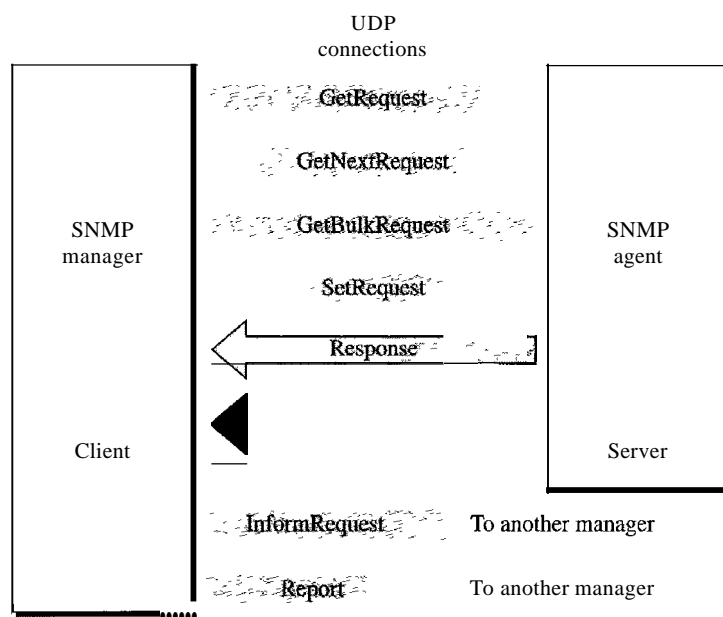 UDP
connections
GetRequest
GetNextRequest
GetBulkRequest
SNMP
manager
SNMP
agent
SetRequest
Response
Client
Server
InformRequest
To another manager
Report
To another manager